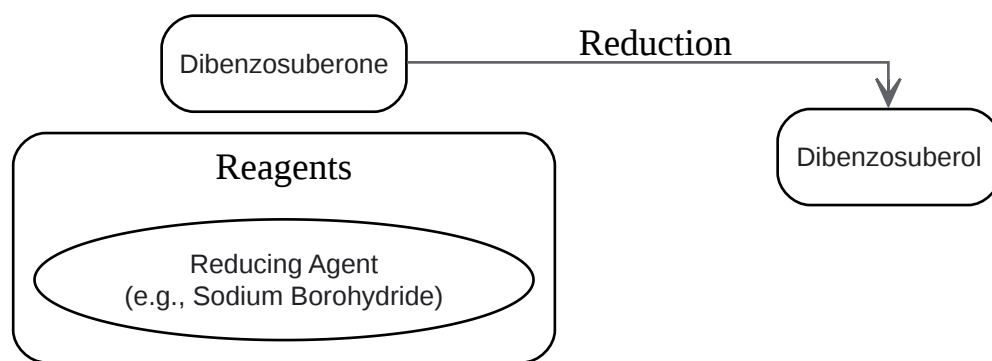 Reduction
Dibenzosuberone
Dibenzosuberol
Reagents
Reducing Agent
(e.g., Sodium Borohydride)